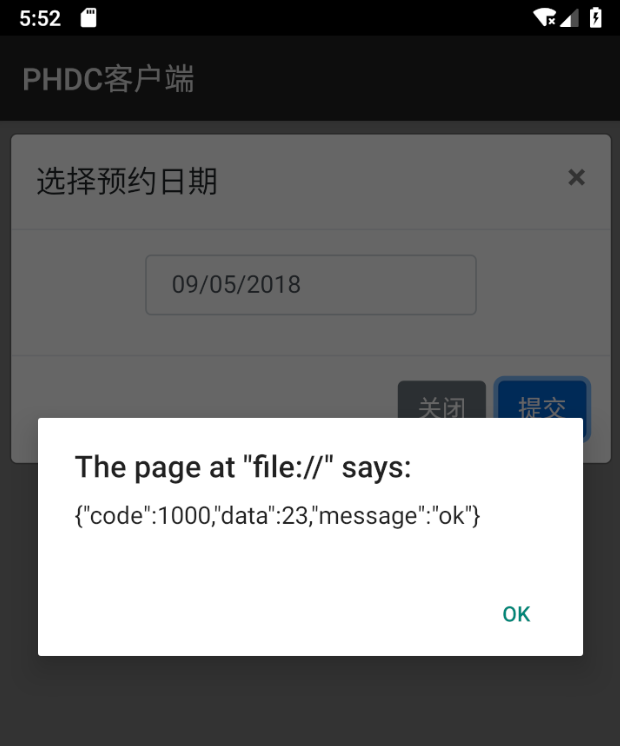 5:52
PHDC客户端
选择预约日期
×
09/05/2018
关闭
提交
The page at "file://" says:
{"code":1000,"data":23,"message":"ok"}
OK